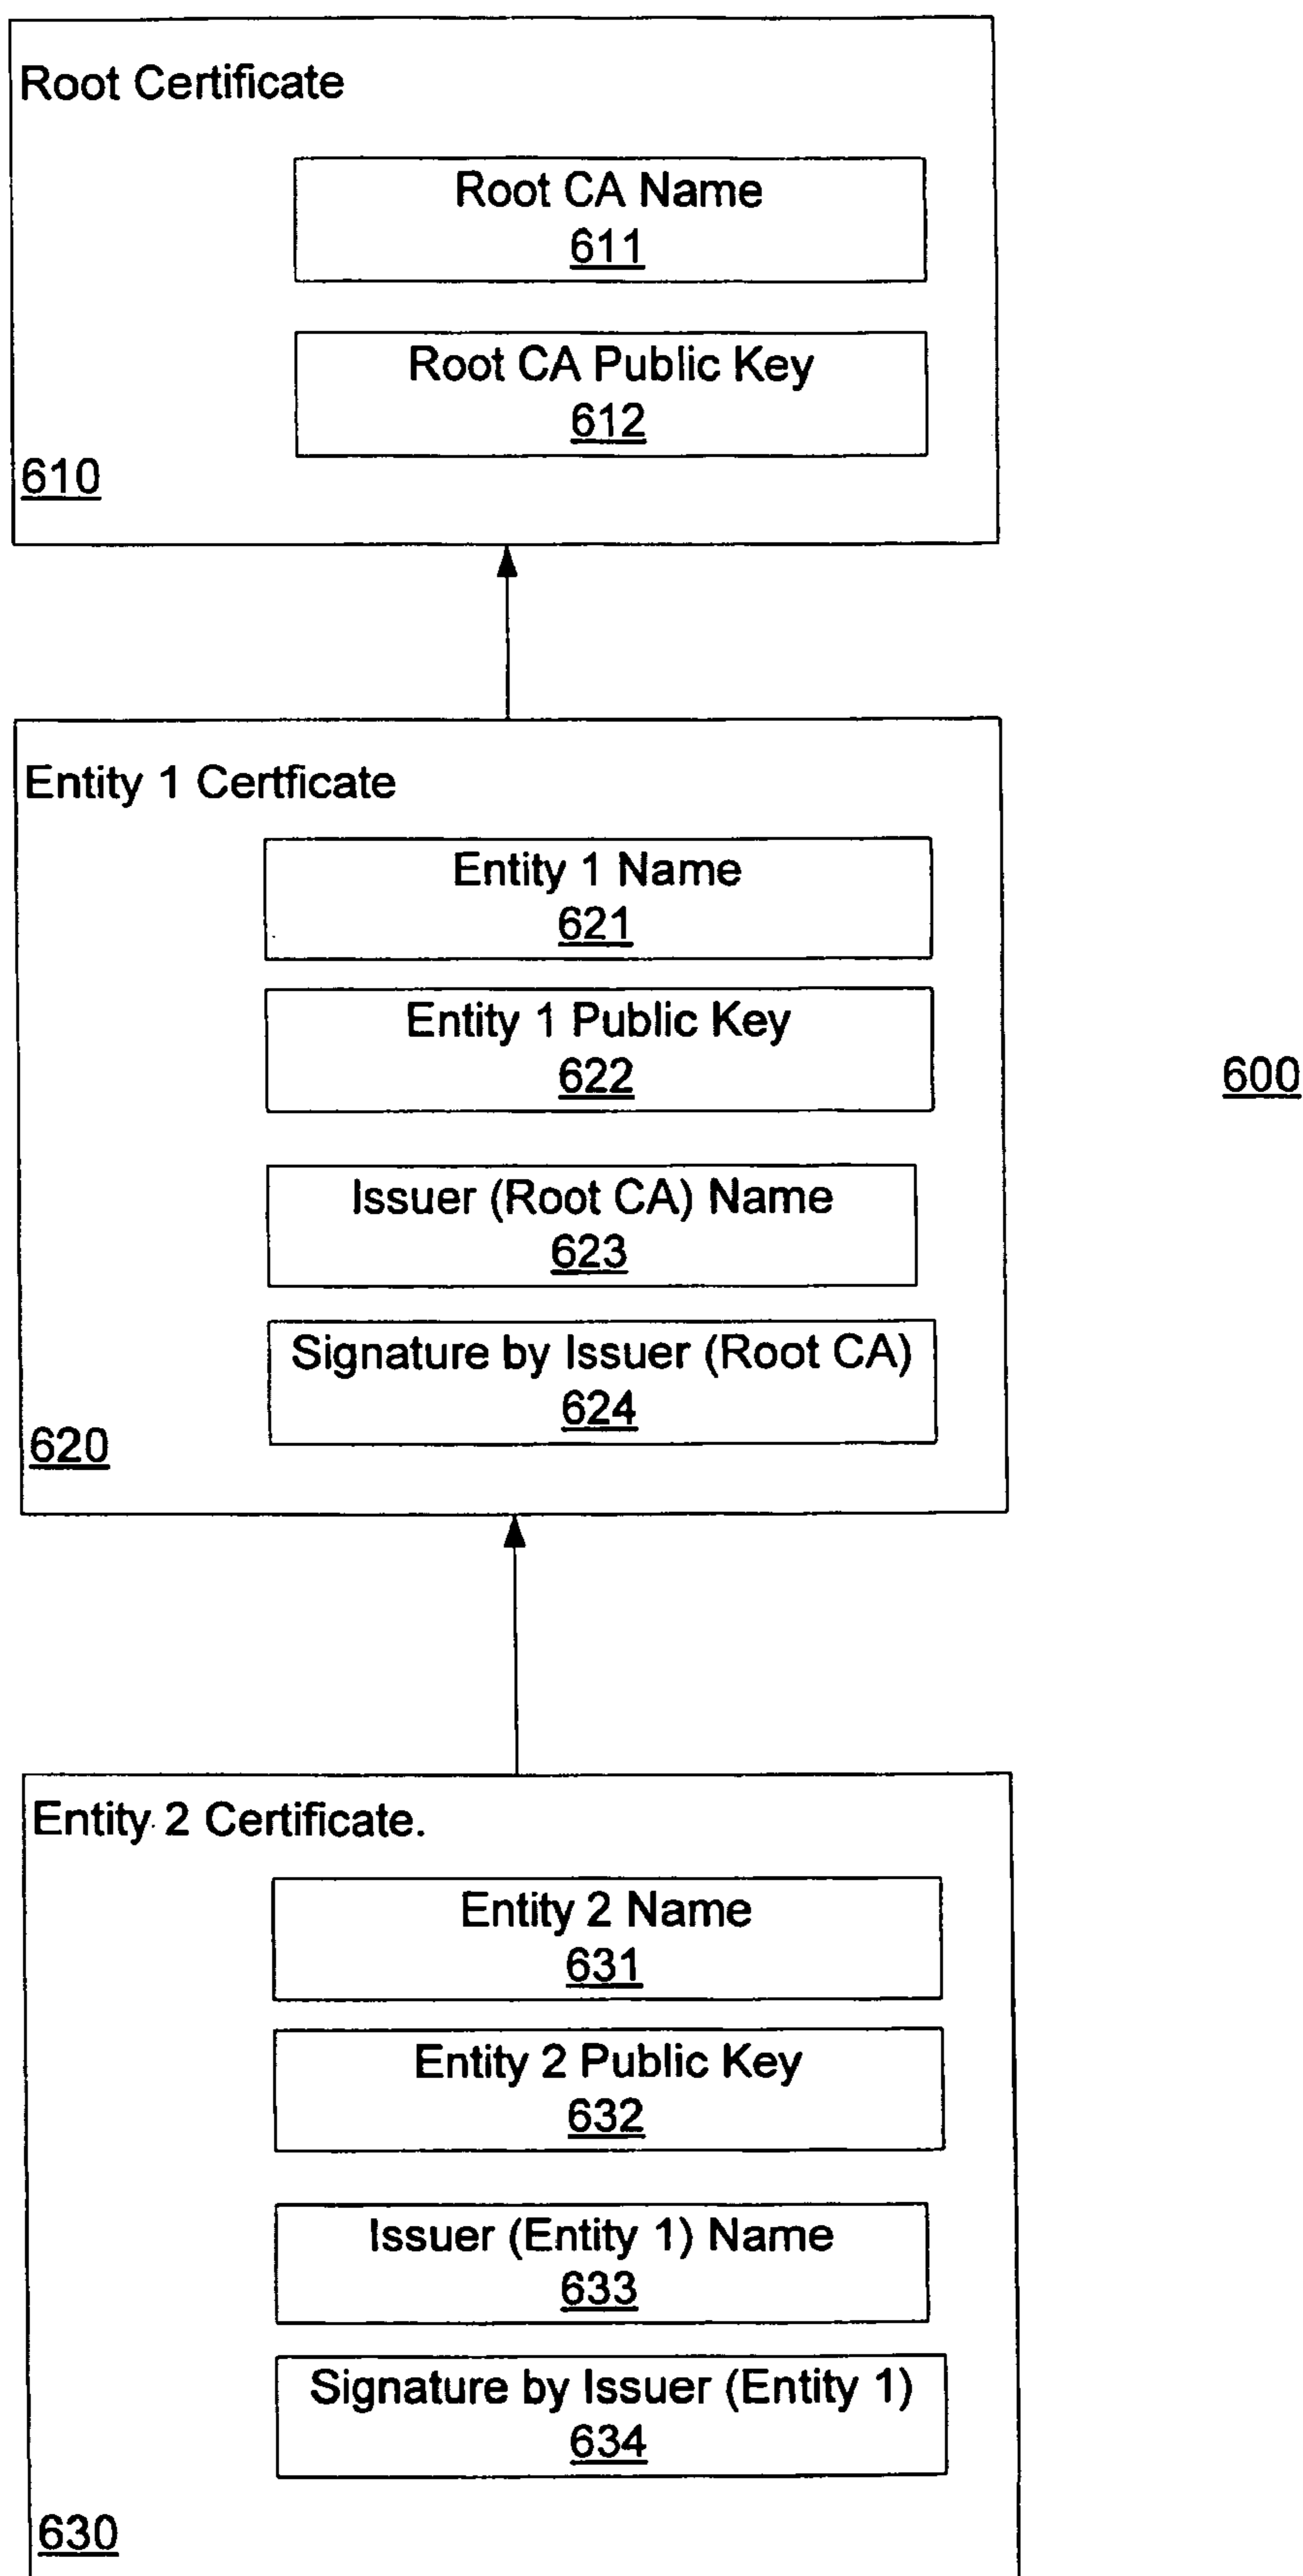 Root Certificate
Root CA Name
611
Root CA Public Key
612
610
Entity 1 Certficate
Entity 1 Name
621
Entity 1 Public Key
622
600
Issuer (Root CA) Name
623
Signature by Issuer (Root CA)
624
620
Entity 2 Certificate.
Entity 2 Name
631
Entity 2 Public Key
632
Issuer (Entity 1) Name
633
Signature by Issuer (Entity 1)
634
630